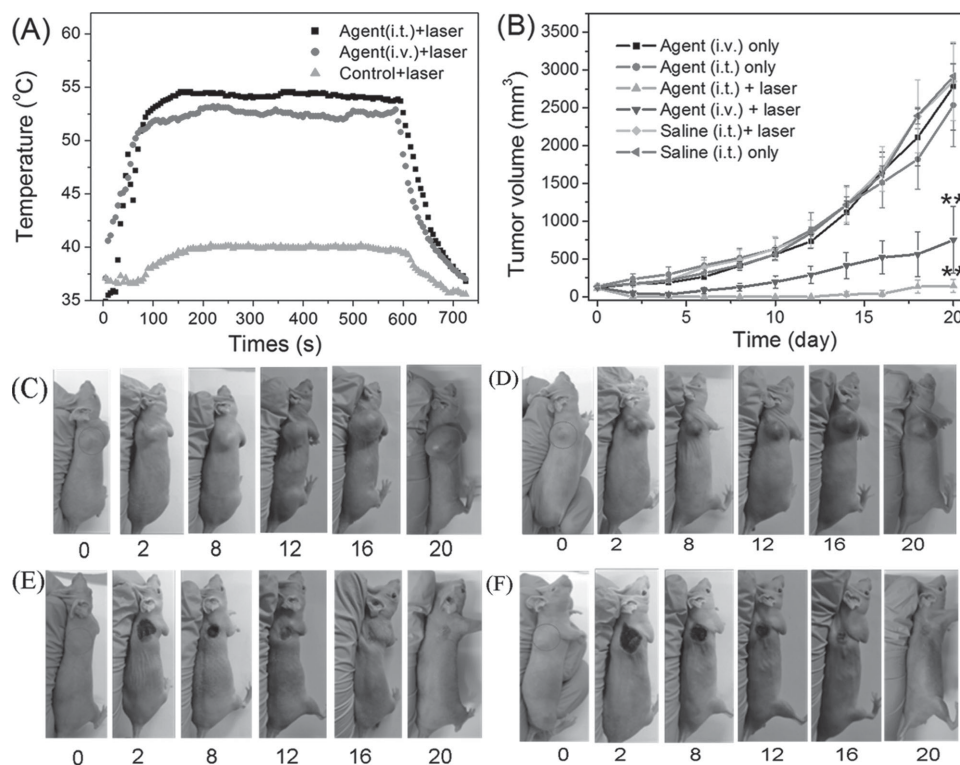 (A)
60
55
50
45
40
35
Temperature (°C)
Agent(i.t.)+laser
Agent(i.v.)+laser
Control+laser
0 100 200 300 400 500 600 700
Times (s)
(B)
3500
3000
2500
2000
1500
1000
500
0
Tumor volume (mm³)
Agent (i.v.) only
Agent (i.t.) only
Agent (i.t.) + laser
Agent (i.v.) + laser
Saline (i.t.)+ laser
Saline (i.t.) only
**
**
0 5 10 15 20
Time (day)
(C)
0 2 8 12 16 20
(D)
0 2 8 12 16 20
(E)
0 2 8 12 16 20
(F)
0 2 8 12 16 20